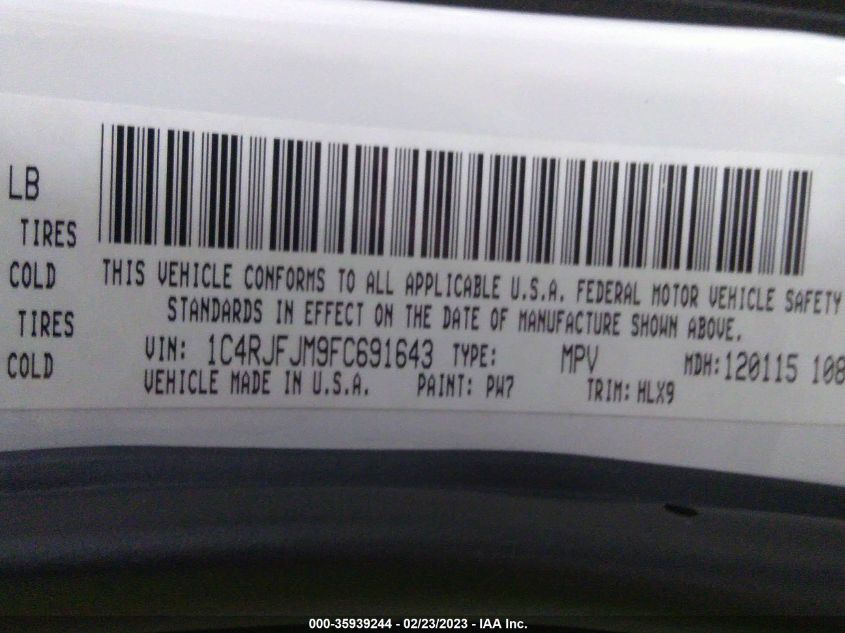 LB
TIRES
COLD
THIS VEHICLE CONFORMS TO ALL APPLICABLE U.S.A. FEDERAL MOTOR VEHICLE SAFETY
STANDARDS IN EFFECT ON THE DATE OF MANUFACTURE SHOWN ABOVE.
TIRES
VIN: 1C4RJFJM9FC691643 TYPE: MPV MDH:120115 108
COLD
VEHICLE MADE IN U.S.A. PAINT: PW7 TRIM: HLX9
000-35939244 - 02/23/2023 - IAA Inc.